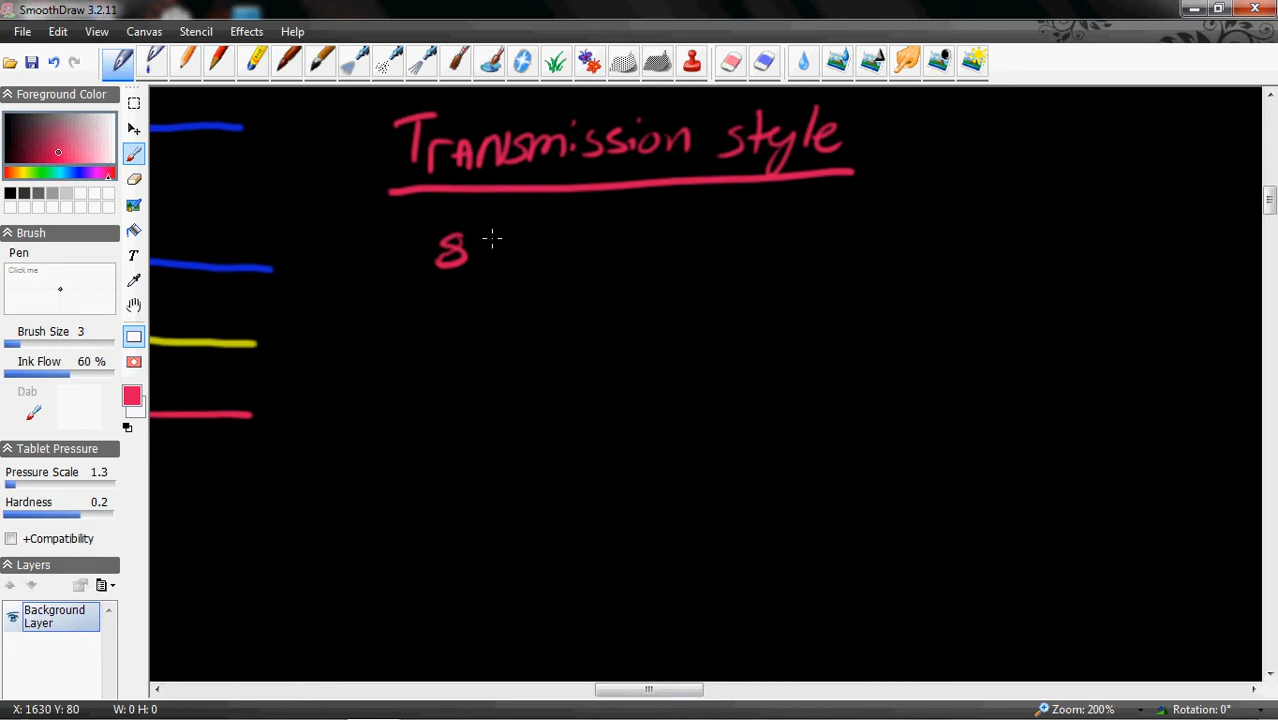 SmoothDraw 3.2.11
File Edit View Canvas Stencil Effects Help
Foreground Color
Brush
Pen
Click me
Brush Size 3
Ink Flow 60 %
Dab
Tablet Pressure
Pressure Scale 1.3
Hardness 0.2
+Compatibility
Layers
Background
Layer
Transmission style
8
X: 1630 Y: 80 W: 0 H: 0 Zoom: 200% Rotation: 0°